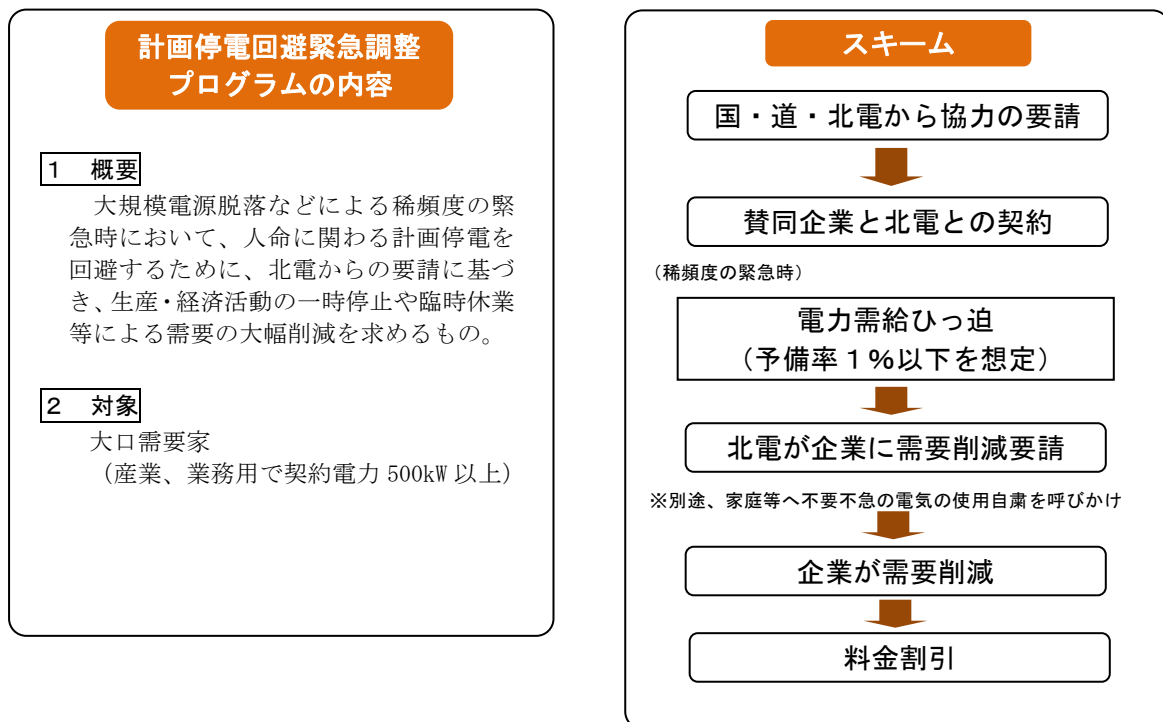 計画停電回避緊急調整
プログラムの内容
１　概要
大規模電源脱落などによる稀頻度の緊
急時において、人命に関わる計画停電を
回避するために、北電からの要請に基づ
き、生産・経済活動の一時停止や臨時休業
等による需要の大幅削減を求めるもの。
２　対象
大口需要家
（産業、業務用で契約電力 500kW 以上）
スキーム
国・道・北電から協力の要請
賛同企業と北電との契約
（稀頻度の緊急時）
電力需給ひっ迫
（予備率１％以下を想定）
北電が企業に需要削減要請
※別途、家庭等へ不要不急の電気の使用自粛を呼びかけ
企業が需要削減
料金割引